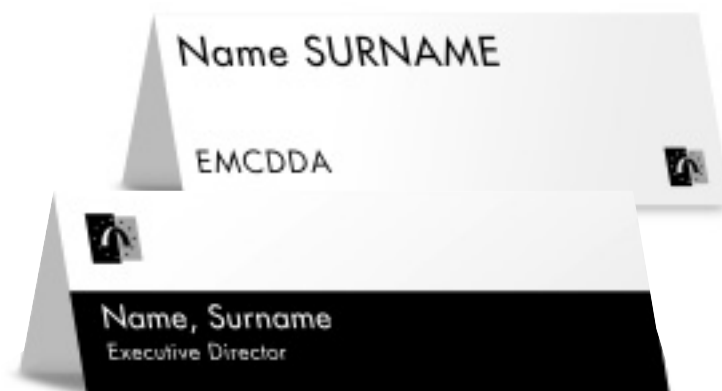 Name SURNAME
EMCDDA
Name, Surname
Executive Director